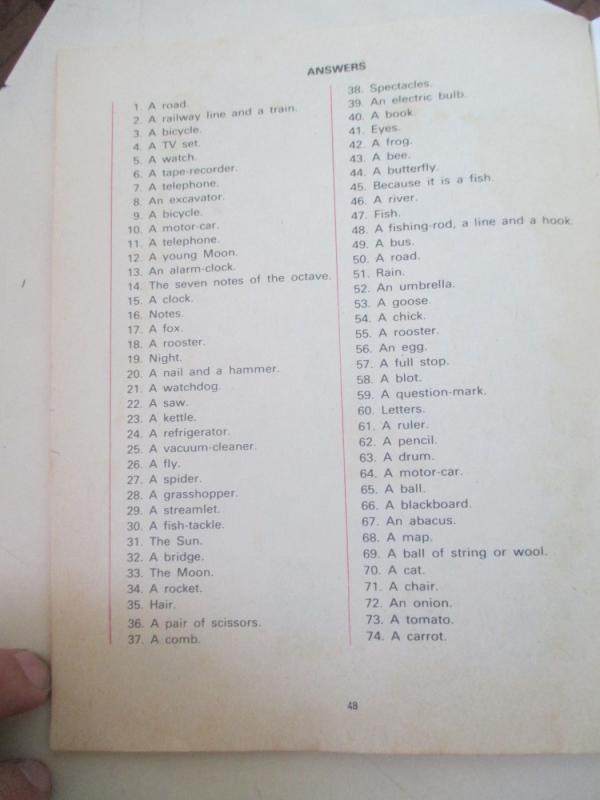 ANSWERS
1. A road.
2. A railway line and a train.
3. A bicycle.
4. A TV set.
5. A watch.
6. A tape-recorder.
7. A telephone.
8. An excavator.
9. A bicycle.
10. A motor-car.
11. A telephone.
12. A young Moon.
13. An alarm-clock.
14. The seven notes of the octave.
15. A clock.
16. Notes.
17. A fox.
18. A rooster.
19. Night.
20. A nail and a hammer.
21. A watchdog.
22. A saw.
23. A kettle.
24. A refrigerator.
25. A vacuum-cleaner.
26. A fly.
27. A spider.
28. A grasshopper.
29. A streamlet.
30. A fish-tackle.
31. The Sun.
32. A bridge.
33. The Moon.
34. A rocket.
35. Hair.
36. A pair of scissors.
37. A comb.
38. Spectacles.
39. An electric bulb.
40. A book.
41. Eyes.
42. A frog.
43. A bee.
44. A butterfly.
45. Because it is a fish.
46. A river.
47. Fish.
48. A fishing-rod, a line and a hook.
49. A bus.
50. A road.
51. Rain.
52. An umbrella.
53. A goose.
54. A chick.
55. A rooster.
56. An egg.
57. A full stop.
58. A blot.
59. A question-mark.
60. Letters.
61. A ruler.
62. A pencil.
63. A drum.
64. A motor-car.
65. A ball.
66. A blackboard.
67. An abacus.
68. A map.
69. A ball of string or wool.
70. A cat.
71. A chair.
72. An onion.
73. A tomato.
74. A carrot.
48